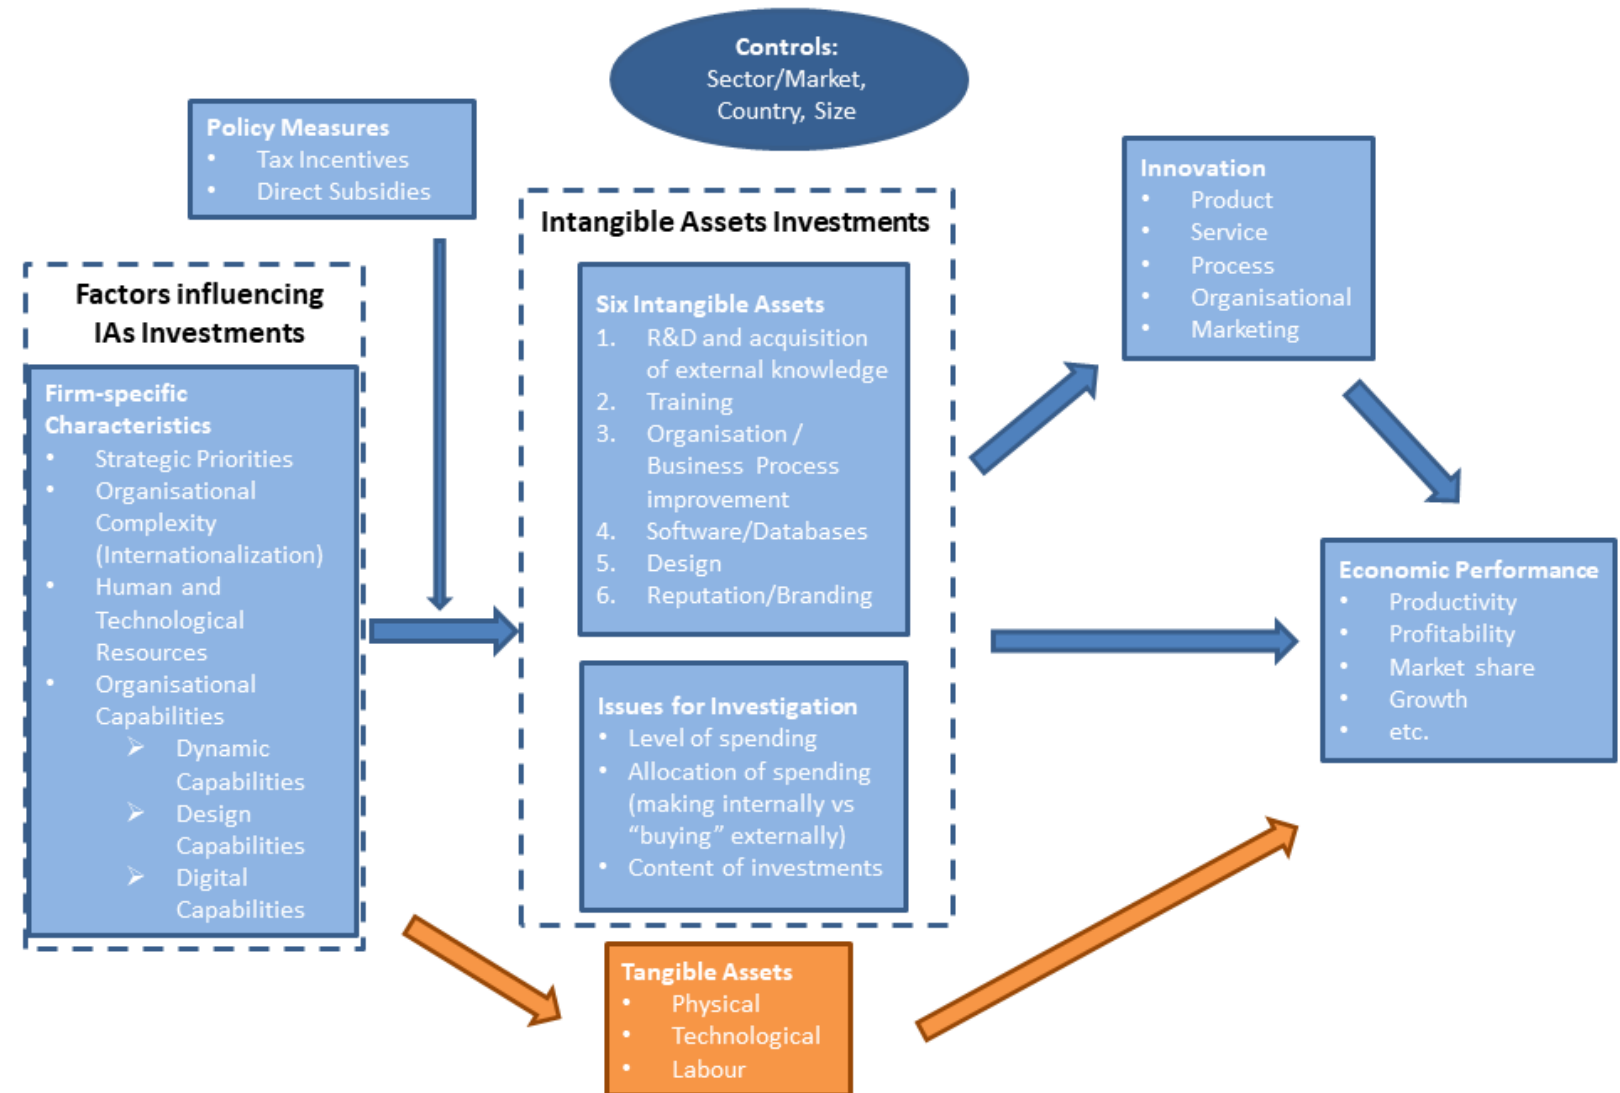 Controls:
Sector/Market,
Country, Size
Policy Measures
• Tax Incentives
• Direct Subsidies
Factors influencing
IAs Investments
Firm-specific
Characteristics
• Strategic Priorities
• Organisational
Complexity
(Internationalization)
• Human and
Technological
Resources
• Organisational
Capabilities
➢ Dynamic
Capabilities
➢ Design
Capabilities
➢ Digital
Capabilities
Intangible Assets Investments
Six Intangible Assets
1. R&D and acquisition
of external knowledge
2. Training
3. Organisation /
Business Process
improvement
4. Software/Databases
5. Design
6. Reputation/Branding
Issues for Investigation
• Level of spending
• Allocation of spending
(making internally vs
“buying” externally)
• Content of investments
Tangible Assets
• Physical
• Technological
• Labour
Innovation
• Product
• Service
• Process
• Organisational
• Marketing
Economic Performance
• Productivity
• Profitability
• Market share
• Growth
• etc.